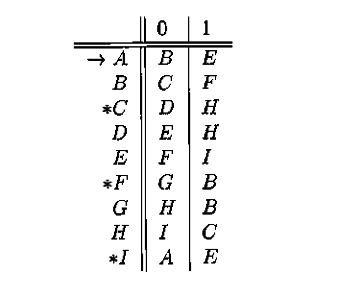 0 1
→ A B E
B C F
*C D H
D E H
E F I
*F G B
G H B
H I C
*I A E